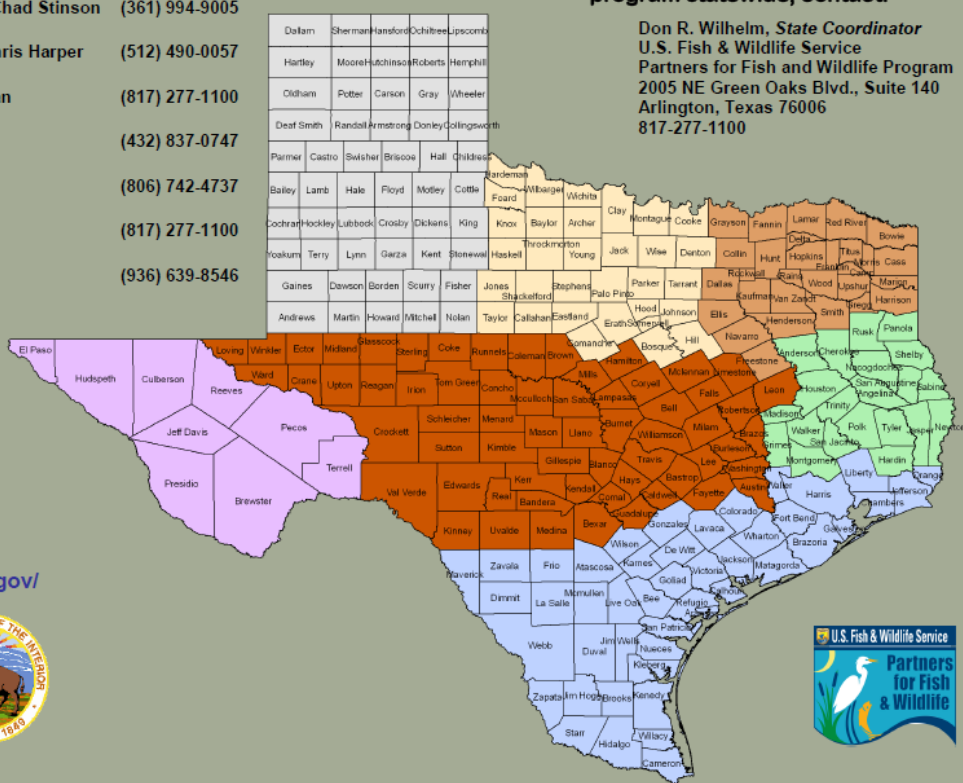 Chad Stinson (361) 994-9005
ris Harper (512) 490-0057
n (817) 277-1100
(432) 837-0747
(806) 742-4737
(817) 277-1100
(936) 639-8546
program statewide, contact:
Don R. Wilhelm, State Coordinator
U.S. Fish & Wildlife Service
Partners for Fish and Wildlife Program
2005 NE Green Oaks Blvd., Suite 140
Arlington, Texas 76006
817-277-1100
Dallam Sherman Hansford Ochiltree Lipscomb
Hartley Moore Hutchinson Roberts Hemphill
Oldham Potter Carson Gray Wheeler
Deaf Smith Randall Armstrong Donley Collingsworth
Parmer Castro Swisher Briscoe Hall Childress
Bailey Lamb Hale Floyd Motley Cottle
Cochran Hockley Lubbock Crosby Dickens King
Yoakum Terry Lynn Garza Kent Stonewal
Gaines Dawson Borden Scurry Fisher
Andrews Martin Howard Mitchell Nolan
Hardeman
Foard Wilbarger Wichita
Knox Baylor Archer Clay Montague Cooke
Haskell Throckmorton Young Jack Wise Denton
Jones Shackelford Stephens Palo Pinto Parker Tarrant
Taylor Callahan Eastland Erath Hood Somervell Johnson
Comanche Bosque Hill
Grayson Fannin Lamar Red River Bowie
Collin Hunt Delta Hopkins Franklin Titus Morris Cass
Dallas Rockwall Rains Wood Camp Upshur Marion
Kaufman Van Zandt Smith Gregg Harrison
Ellis Henderson
Navarro
Freestone
Rusk Panola
Anderson Cherokee Shelby
Nacogdoches
Houston San Augustine Sabine
Angelina
Trinity
Madison Walker Polk Tyler Jasper Newton
Grimes San Jacinto
Montgomery Hardin
El Paso Hudspeth Culberson Reeves
Jeff Davis Pecos
Presidio Brewster Terrell
Loving Winkler Ector Midland Glasscock Sterling Coke Runnels Coleman Brown
Ward Crane Upton Reagan Irion Tom Green Concho
Mcculloch San Saba Mills Hamilton Lampasas Coryell Mclennan Limestone
Bell Falls Leon Robertson
Crockett Schleicher Menard Mason Llano Burnet Williamson Milam Brazos
Sutton Kimble Gillespie Blanco Travis Lee Burleson Washington
Val Verde Edwards Kerr Real Bandera Kendall Comal Hays Caldwell Bastrop Fayette Austin
Kinney Uvalde Medina Bexar Guadalupe
Waller Harris Liberty Orange Jefferson Chambers
Gonzales Lavaca Colorado Fort Bend Galves
Wilson Wharton Brazoria
Maverick Zavala Frio Atascosa Karnes De Witt Jackson Matagorda
Dimmit La Salle Mcmullen Live Oak Bee Goliad Victoria Calhoun
Refugio
San Patricio
Webb Duval Jim Wells Nueces
Kleberg
Zapata Jim Hogg Brooks Kenedy
Starr Hidalgo Willacy
Cameron
gov/
THE INTERIOR
1849
U.S. Fish & Wildlife Service
Partners
for Fish
& Wildlife